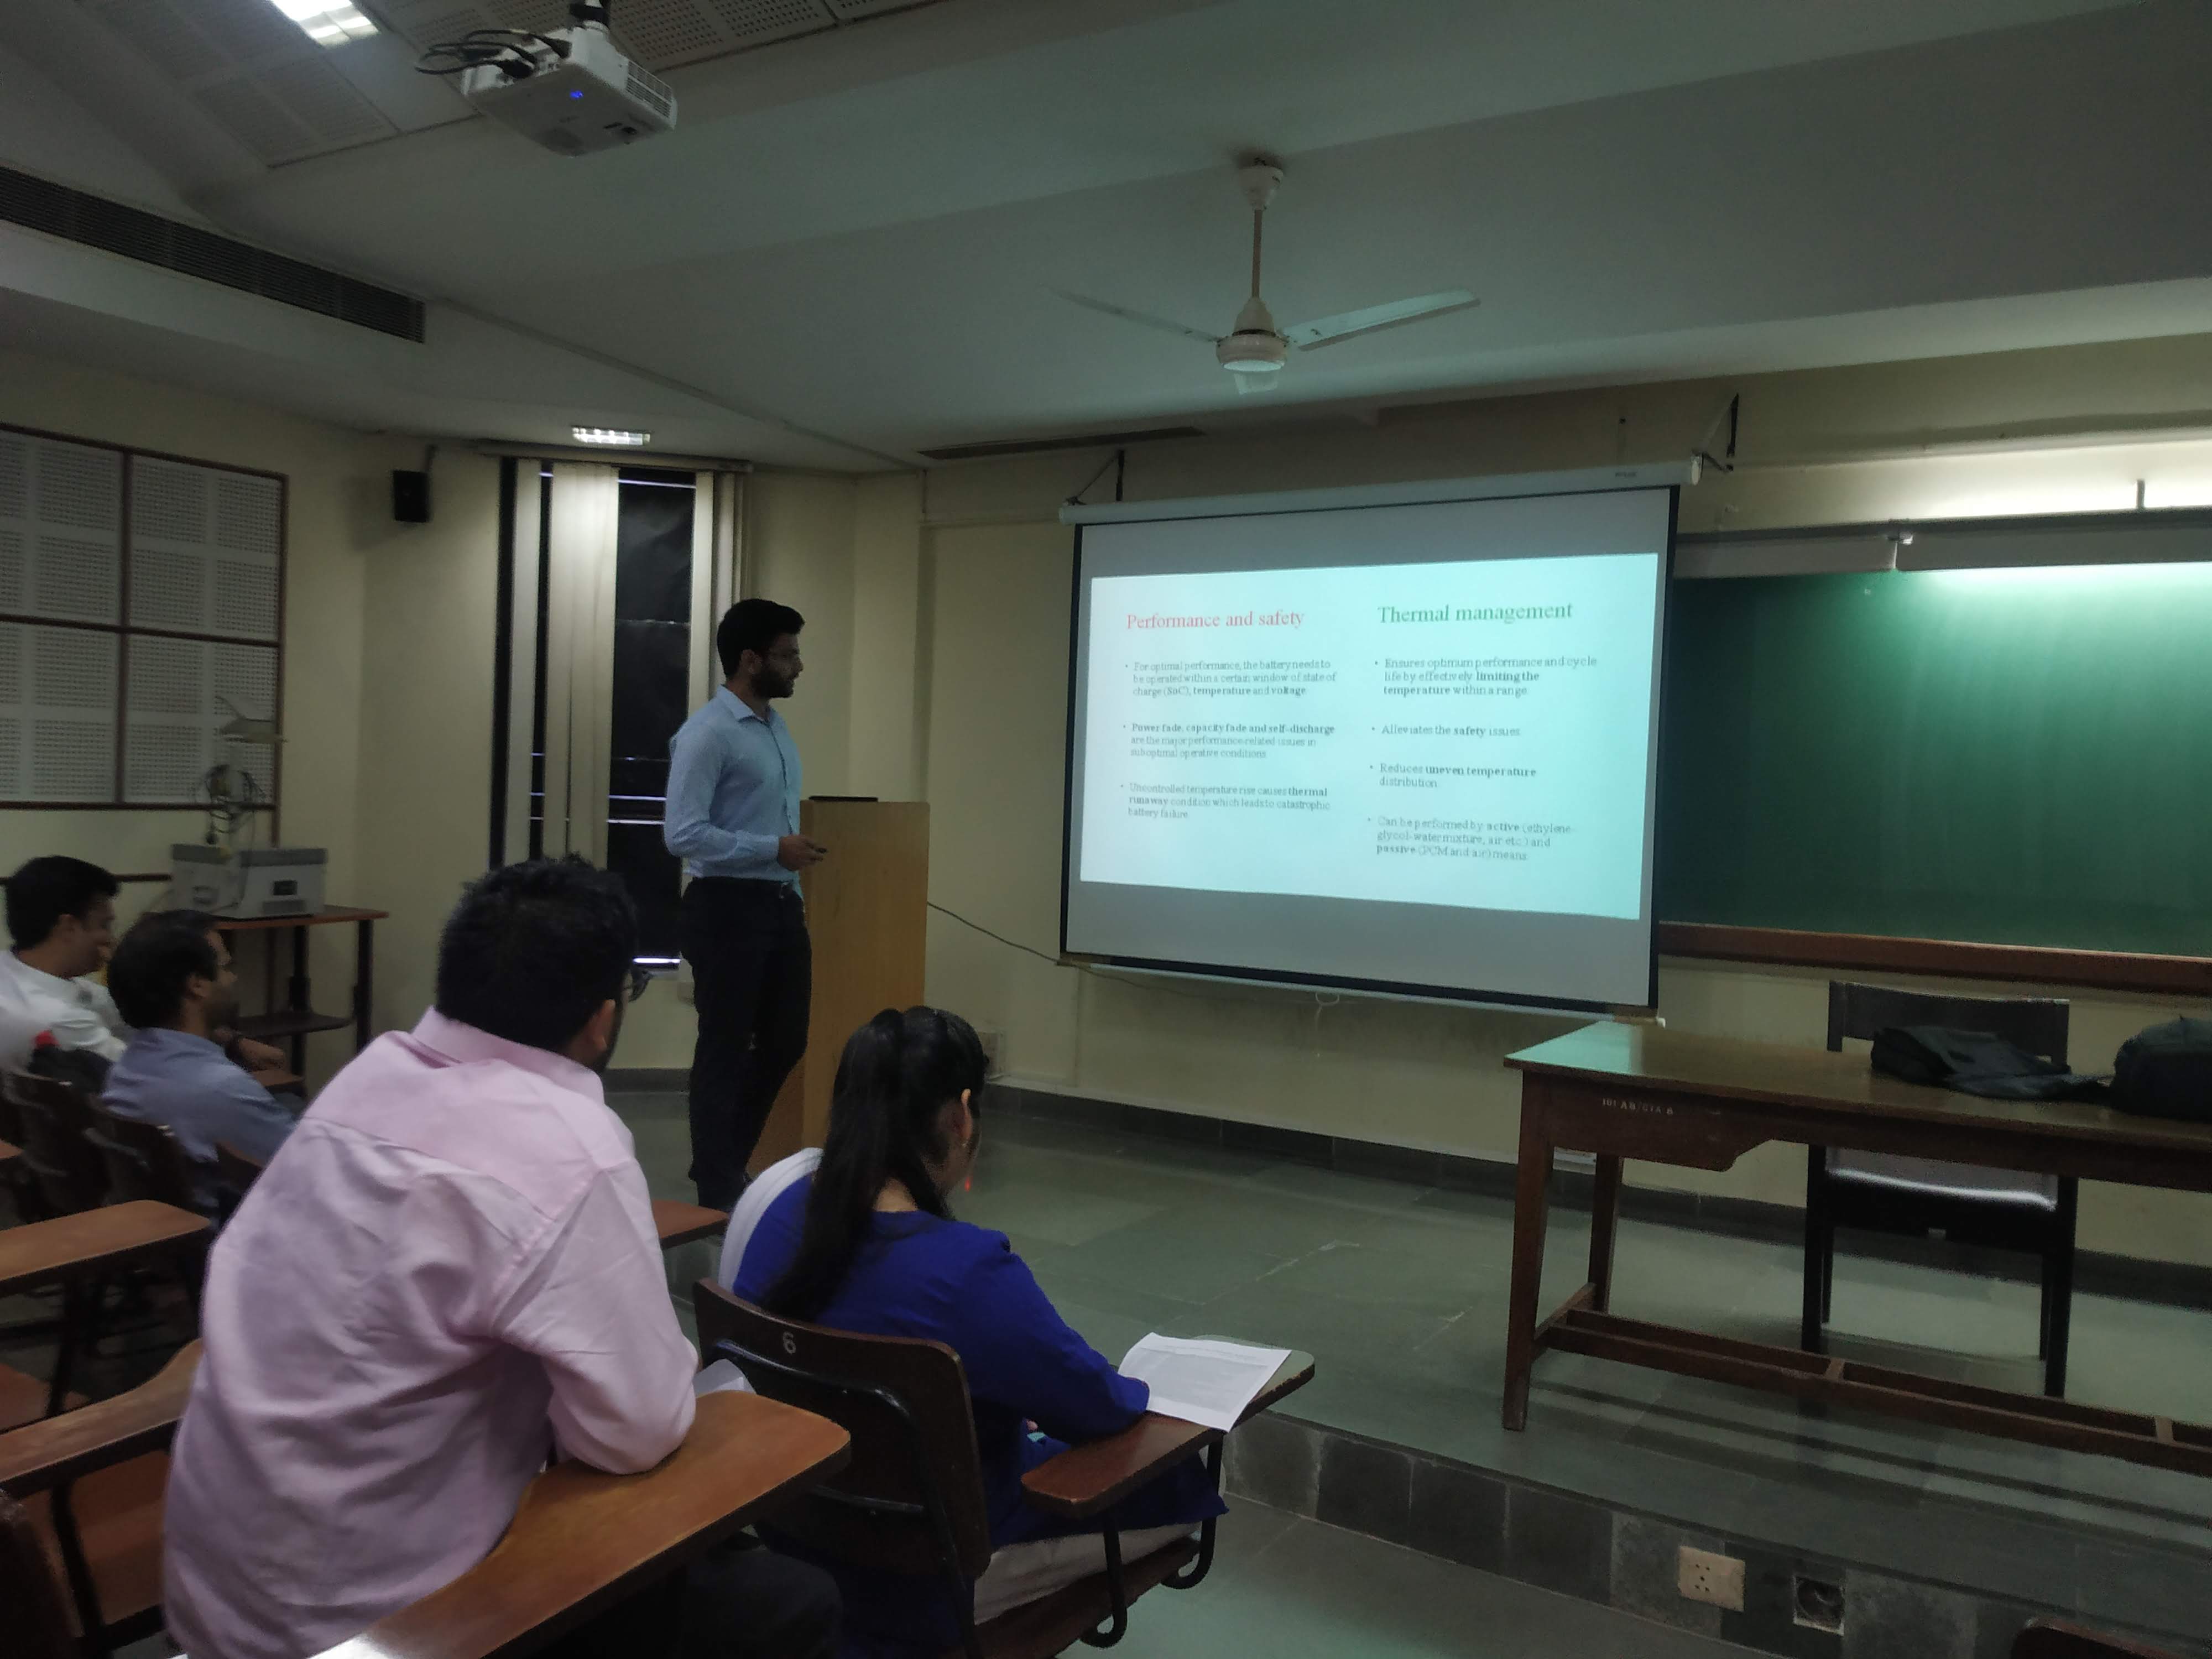 Performance and safety
• For optimal performance, the battery needs to
be operated within a certain window of state of
charge (SoC), temperature and voltage
• Power fade, capacity fade and self-discharge
are the major performance-related issues in
suboptimal operative conditions
• Uncontrolled temperature rise causes thermal
runaway condition which leads to catastrophic
battery failure
Thermal management
• Ensures optimum performance and cycle
life by effectively limiting the
temperature within a range
• Alleviates the safety issues
• Reduces uneven temperature
distribution
• Can be performed by active (ethylene-
glycol-water mixture, air etc.) and
passive (PCM and air) means
6